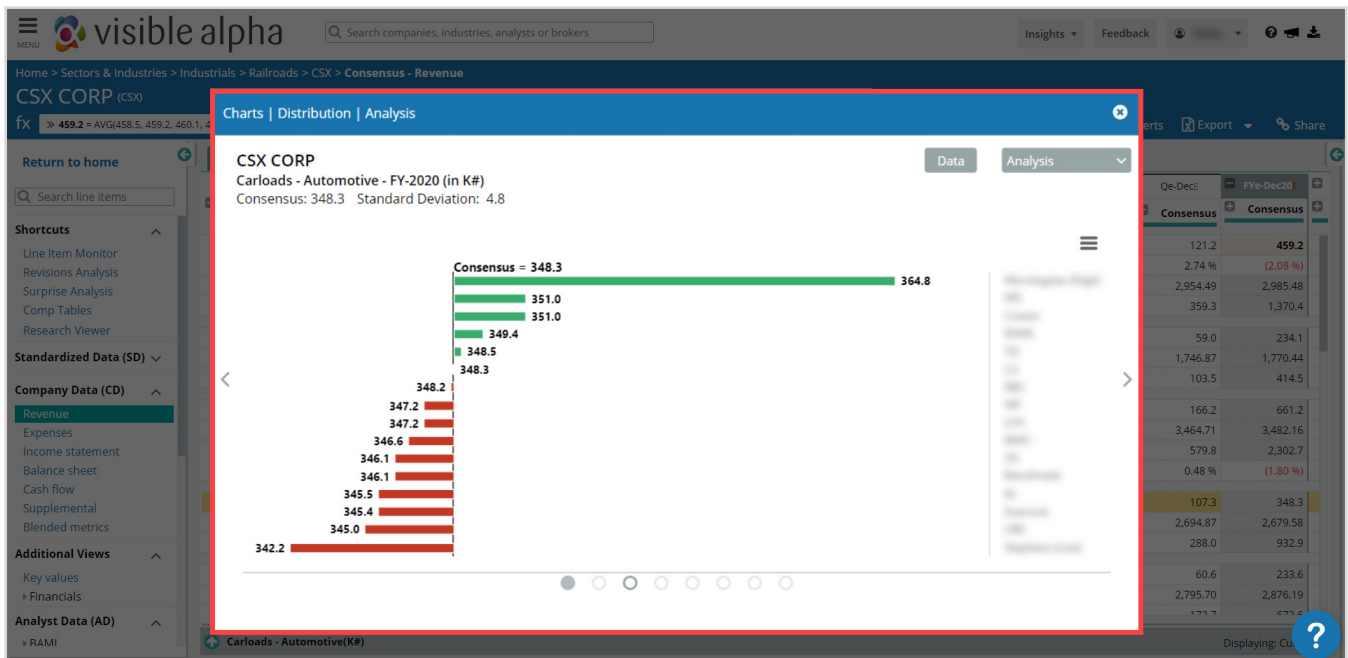 MENU
visible alpha
Search companies, industries, analysts or brokers
Insights
Feedback
Home > Sectors & Industries > Industrials > Railroads > CSX > Consensus - Revenue
CSX CORP (CSX)
fx » 459.2 = AVG(458.5, 459.2, 460.1, 4
erts
Export
Share
Charts | Distribution | Analysis
CSX CORP
Carloads - Automotive - FY-2020 (in K#)
Consensus: 348.3 Standard Deviation: 4.8
Data
Analysis
Consensus = 348.3
364.8
351.0
351.0
349.4
348.5
348.3
348.2
347.2
347.2
346.6
346.1
346.1
345.5
345.4
345.0
342.2
Return to home
Search line items
Shortcuts
Line Item Monitor
Revisions Analysis
Surprise Analysis
Comp Tables
Research Viewer
Standardized Data (SD)
Company Data (CD)
Revenue
Expenses
Income statement
Balance sheet
Cash flow
Supplemental
Blended metrics
Additional Views
Key values
Financials
Analyst Data (AD)
BAML
Qe-DecE FYe-Dec20E
Consensus Consensus
121.2 459.2
2.74 % (2.08 %)
2,954.49 2,985.48
359.3 1,370.4
59.0 234.1
1,746.87 1,770.44
103.5 414.5
166.2 661.2
3,464.71 3,482.16
579.8 2,302.7
0.48 % (1.80 %)
107.3 348.3
2,694.87 2,679.58
288.0 932.9
60.6 233.6
2,795.70 2,876.19
Carloads - Automotive(K#)
Displaying: Cu
?